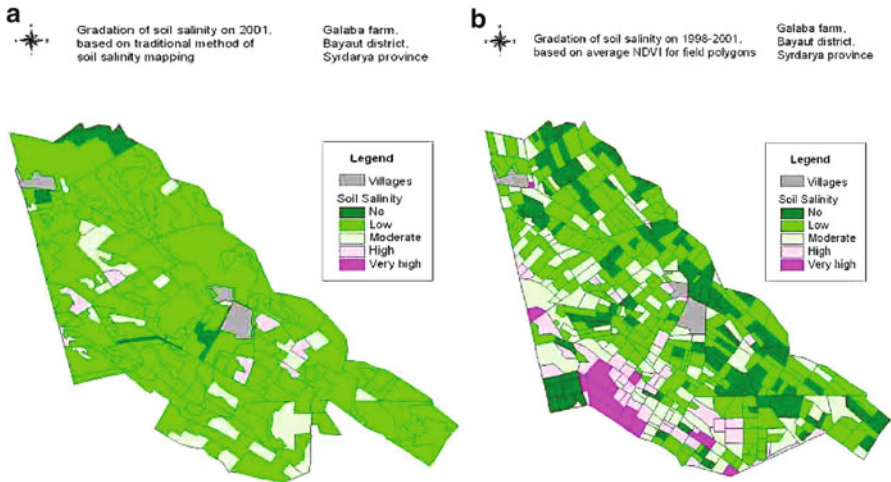 a
Gradation of soil salinity on 2001,
based on traditional method of
soil salinity mapping
Galaba farm,
Bayaut district,
Syrdarya province
Legend
Villages
Soil Salinity
No
Low
Moderate
High
Very high
b
Gradation of soil salinity on 1998-2001,
based on average NDVI for field polygons
Galaba farm,
Bayaut district,
Syrdarya province
Legend
Villages
Soil Salinity
No
Low
Moderate
High
Very high